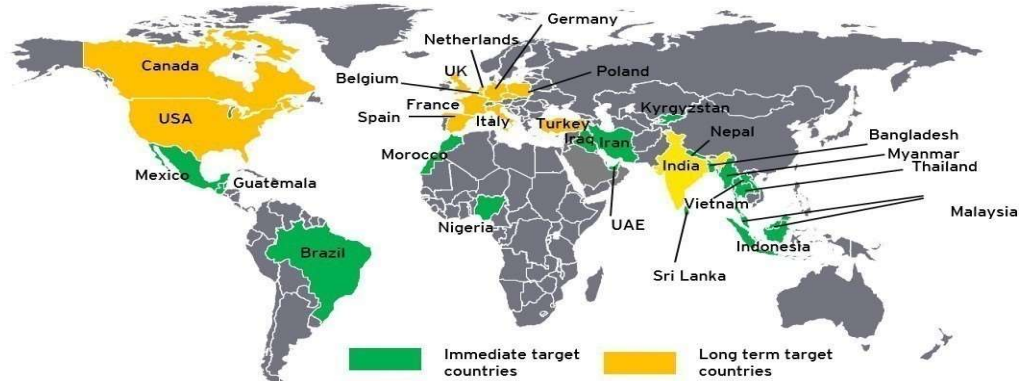 Germany
Netherlands
Canada
UK
Belgium
Poland
France
USA
Spain
Italy
Turkey
Kyrgyzstan
Nepal
Bangladesh
Iraq
Iran
Morocco
India
Myanmar
Thailand
Mexico
Guatemala
Vietnam
Malaysia
Nigeria
UAE
Brazil
Indonesia
Sri Lanka
Immediate target
countries
Long term target
countries